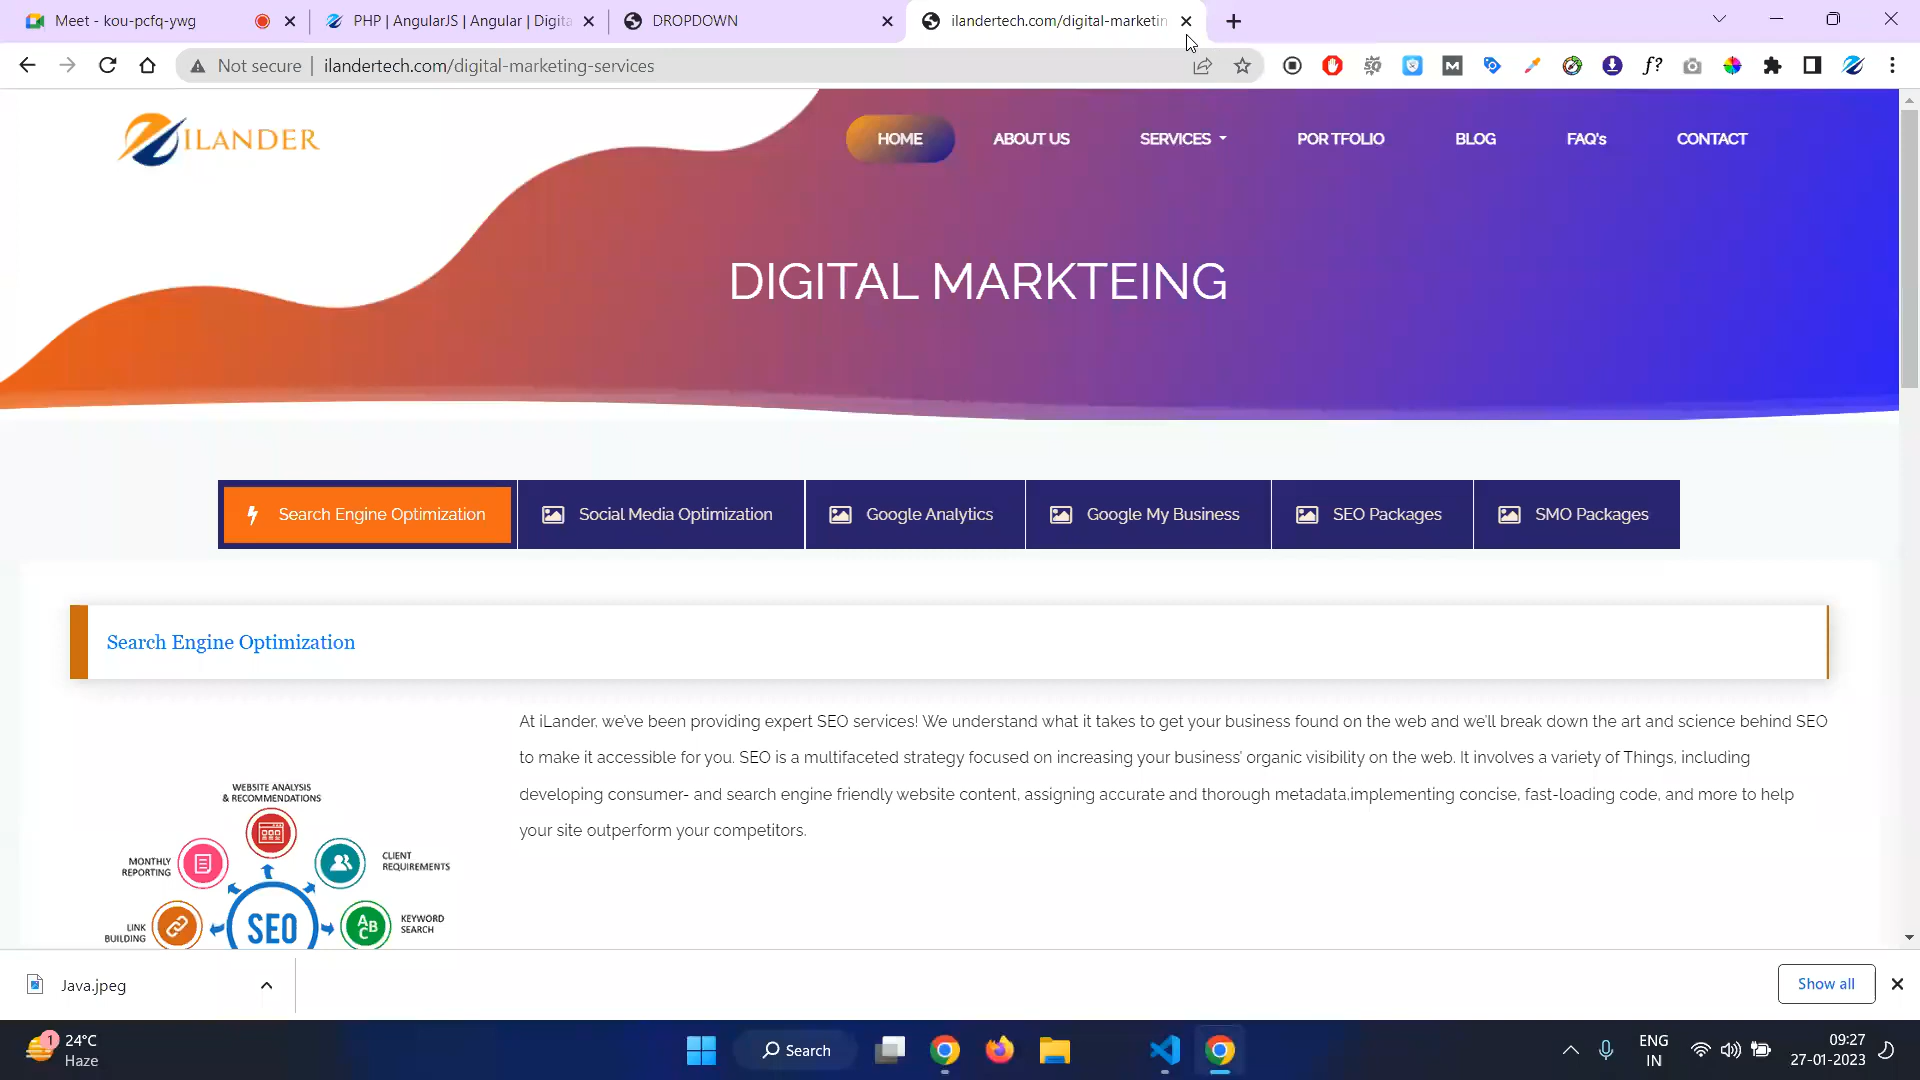 Meet - kou-pcfq-ywg
PHP | AngularJS | Angular | Digita
DROPDOWN
ilandertech.com/digital-marketin
Not secure
ilandertech.com/digital-marketing-services
ILANDER
HOME
ABOUT US
SERVICES
PORTFOLIO
BLOG
FAQ's
CONTACT
DIGITAL MARKTEING
Search Engine Optimization
Social Media Optimization
Google Analytics
Google My Business
SEO Packages
SMO Packages
Search Engine Optimization
At iLander, we've been providing expert SEO services! We understand what it takes to get your business found on the web and we'll break down the art and science behind SEO
to make it accessible for you. SEO is a multifaceted strategy focused on increasing your business' organic visibility on the web. It involves a variety of Things, including
developing consumer- and search engine friendly website content, assigning accurate and thorough metadata.implementing concise, fast-loading code, and more to help
your site outperform your competitors.
WEBSITE ANALYSIS
& RECOMMENDATIONS
MONTHLY
REPORTING
CLIENT
REQUIREMENTS
LINK
BUILDING
SEO
A
B
C
KEYWORD
SEARCH
Java.jpeg
Show all
1
24°C
Haze
Search
ENG
IN
09:27
27-01-2023